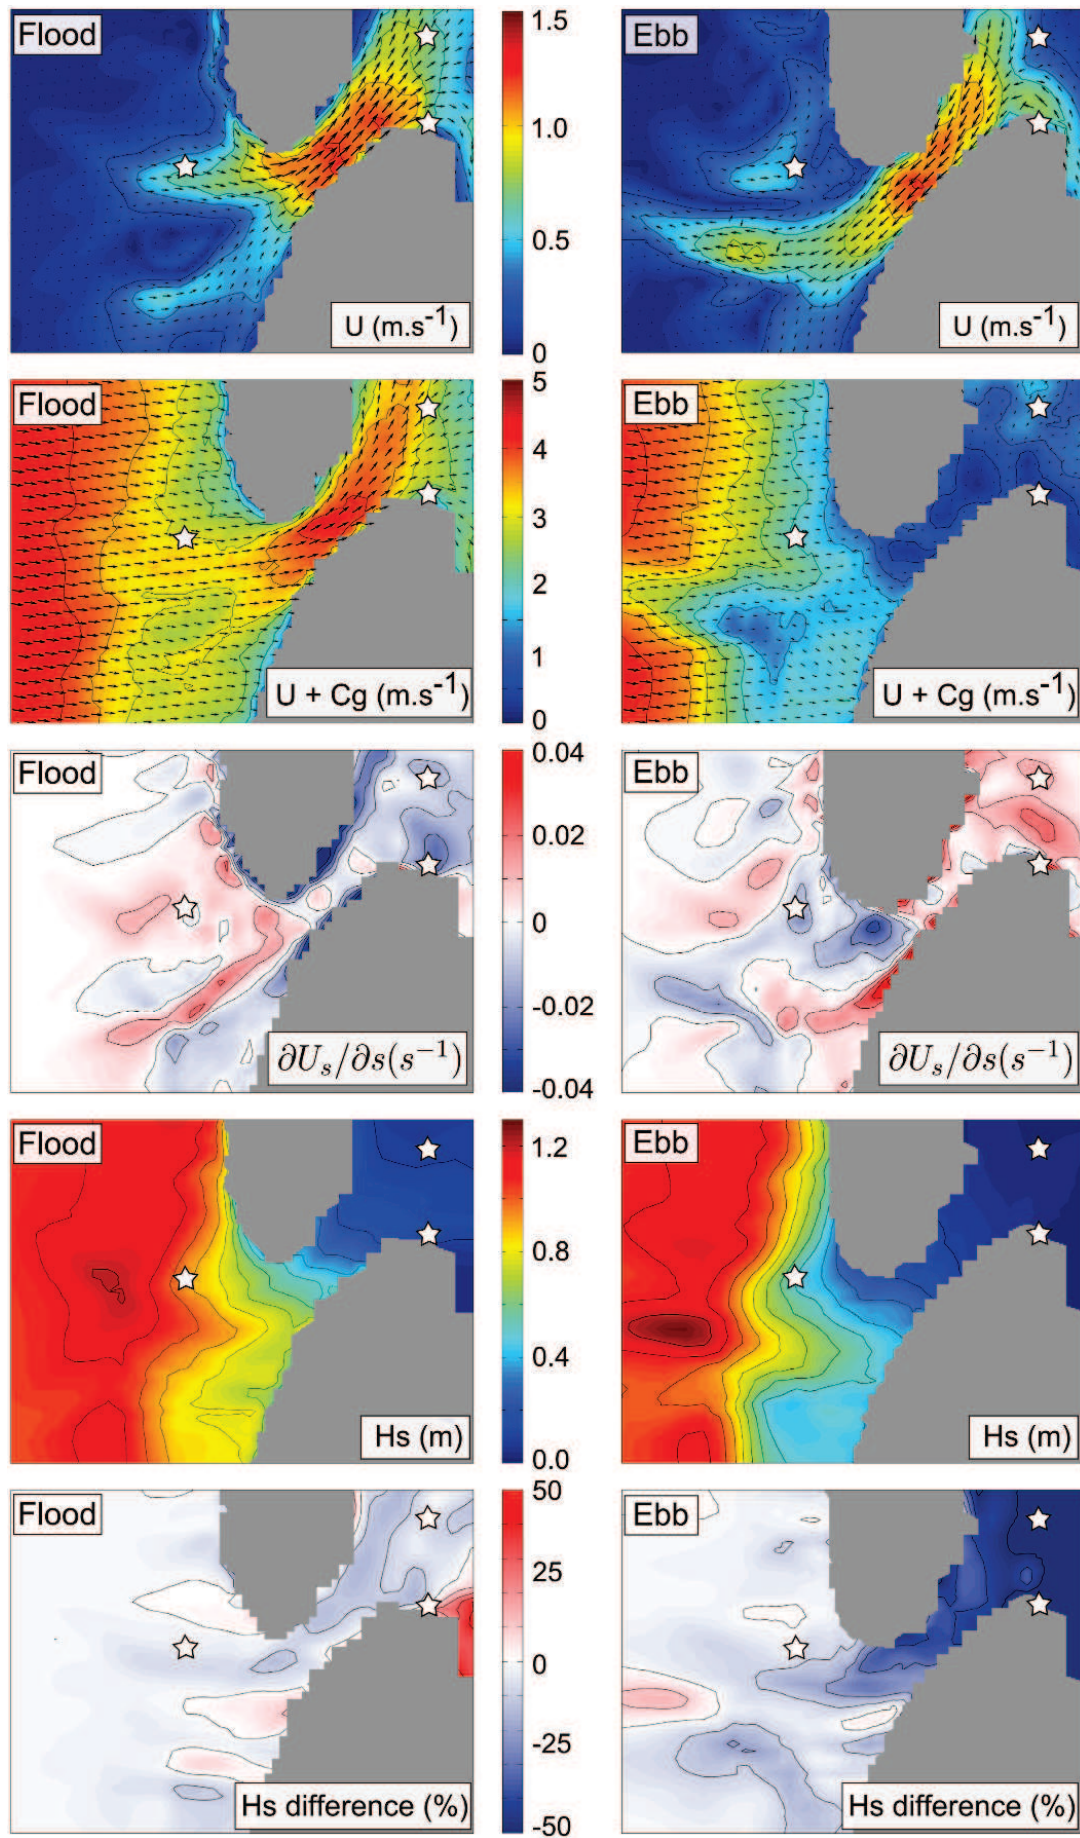 Flood
1.5
1.0
0.5
0
U (m.s⁻¹)
Ebb
U (m.s⁻¹)
Flood
5
4
3
2
1
0
U + Cg (m.s⁻¹)
Ebb
U + Cg (m.s⁻¹)
Flood
0.04
0.02
0
-0.02
-0.04
∂Uₛ/∂s(s⁻¹)
Ebb
∂Uₛ/∂s(s⁻¹)
Flood
1.2
0.8
0.4
0.0
Hs (m)
Ebb
Hs (m)
Flood
50
25
0
-25
-50
Hs difference (%)
Ebb
Hs difference (%)